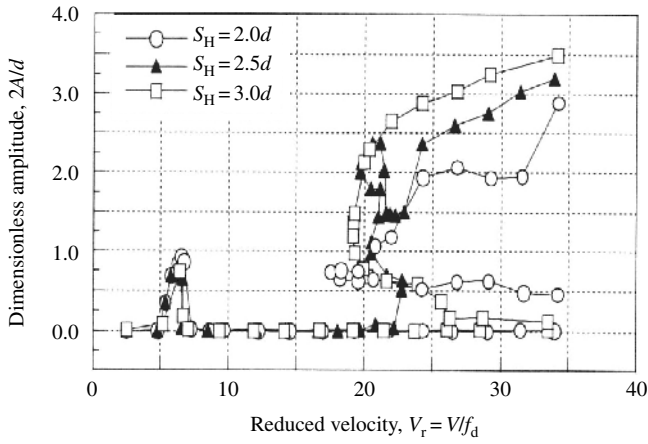 4.0
S_H = 2.0d
S_H = 2.5d
S_H = 3.0d
3.0
2.0
1.0
0.0
Dimensionless amplitude, 2A/d
0 10 20 30 40
Reduced velocity, V_r = V/f_d